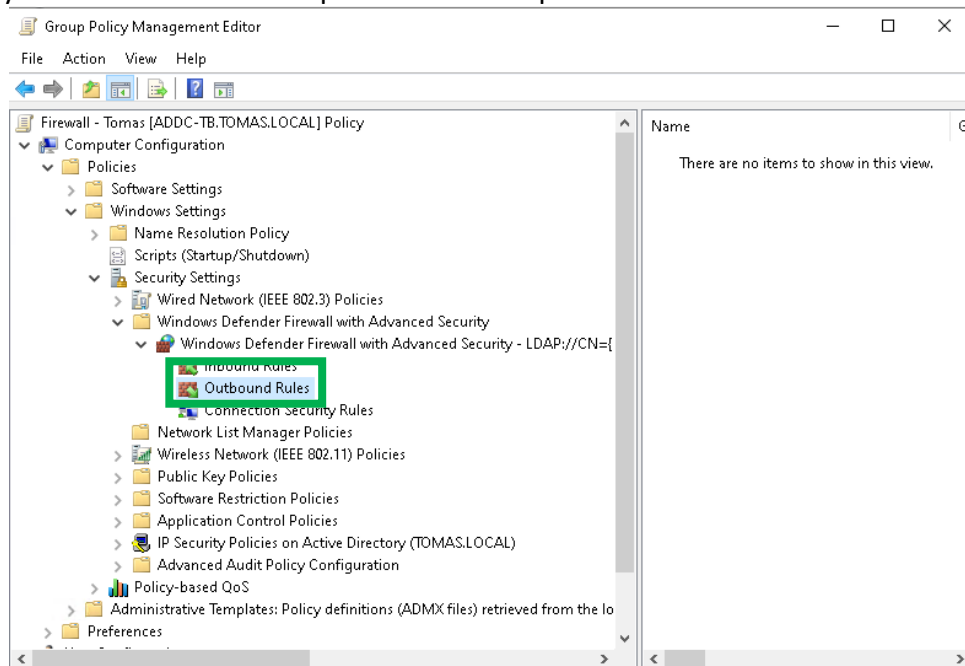 Group Policy Management Editor
File Action View Help
Firewall - Tomas [ADDC-TB.TOMAS.LOCAL] Policy
Computer Configuration
Policies
Software Settings
Windows Settings
Name Resolution Policy
Scripts (Startup/Shutdown)
Security Settings
Wired Network (IEEE 802.3) Policies
Windows Defender Firewall with Advanced Security
Windows Defender Firewall with Advanced Security - LDAP://CN={
Inbound Rules
Outbound Rules
Connection Security Rules
Network List Manager Policies
Wireless Network (IEEE 802.11) Policies
Public Key Policies
Software Restriction Policies
Application Control Policies
IP Security Policies on Active Directory (TOMAS.LOCAL)
Advanced Audit Policy Configuration
Policy-based QoS
Administrative Templates: Policy definitions (ADMX files) retrieved from the lo
Preferences
Name
There are no items to show in this view.